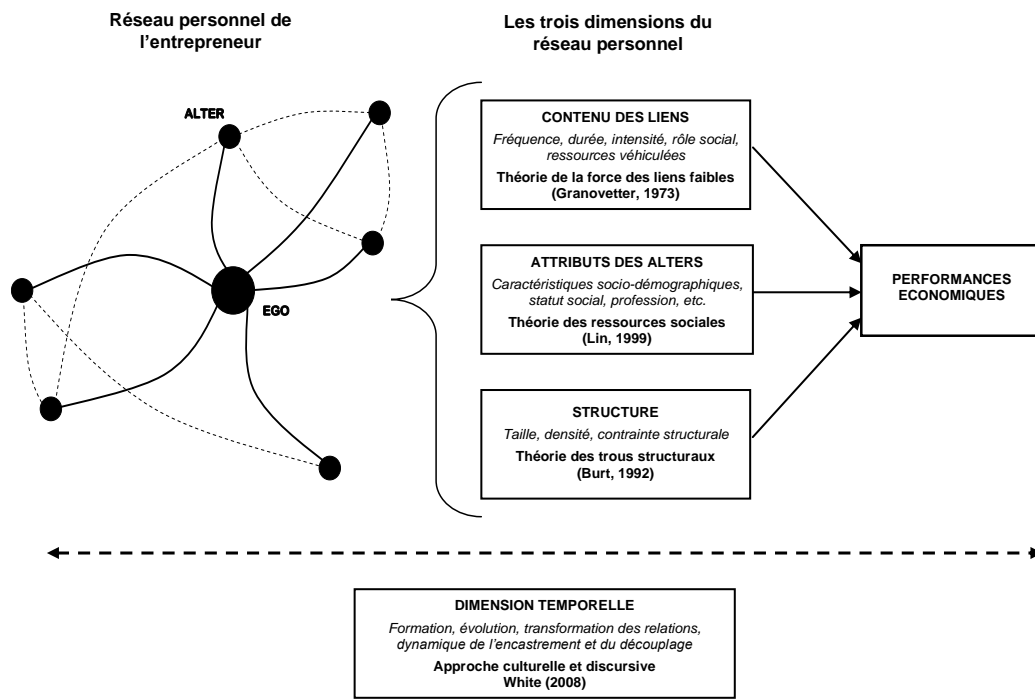 Réseau personnel de
l'entrepreneur
Les trois dimensions du
réseau personnel
ALTER
EGO
CONTENU DES LIENS
Fréquence, durée, intensité, rôle social,
ressources véhiculées
Théorie de la force des liens faibles
(Granovetter, 1973)
ATTRIBUTS DES ALTERS
Caractéristiques socio-démographiques,
statut social, profession, etc.
Théorie des ressources sociales
(Lin, 1999)
STRUCTURE
Taille, densité, contrainte structurale
Théorie des trous structuraux
(Burt, 1992)
PERFORMANCES
ECONOMIQUES
DIMENSION TEMPORELLE
Formation, évolution, transformation des relations,
dynamique de l'encastrement et du découplage
Approche culturelle et discursive
White (2008)